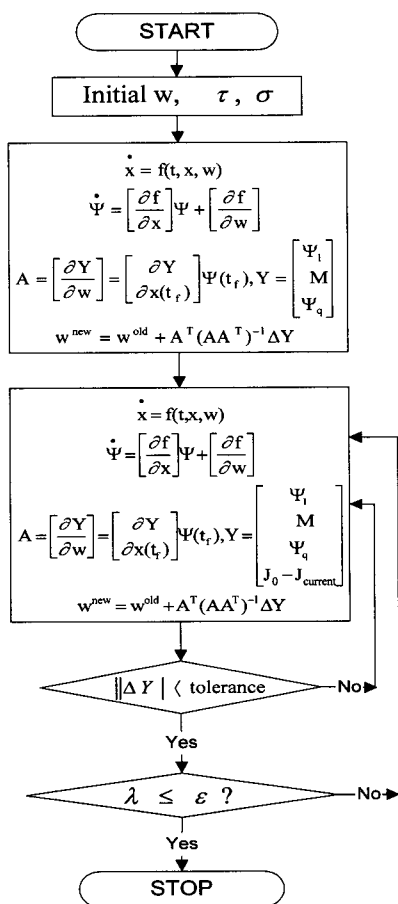 START
Initial w, τ, σ
ẋ = f(t, x, w)
Ψ̇ = [∂f/∂x]Ψ + [∂f/∂w]
A = [∂Y/∂w] = [∂Y/∂x(t_f)]Ψ(t_f), Y = [Ψ_1 M Ψ_q]
w^new = w^old + A^T(AA^T)^-1 ΔY
ẋ = f(t,x,w)
Ψ̇ = [∂f/∂x]Ψ + [∂f/∂w]
A = [∂Y/∂w] = [∂Y/∂x(t_f)]Ψ(t_f), Y = [Ψ_1 M Ψ_q J_0 − J_current]
w^new = w^old + A^T(AA^T)^-1 ΔY
‖ΔY| ⟨ tolerance
No
Yes
λ ≤ ε ?
No
Yes
STOP